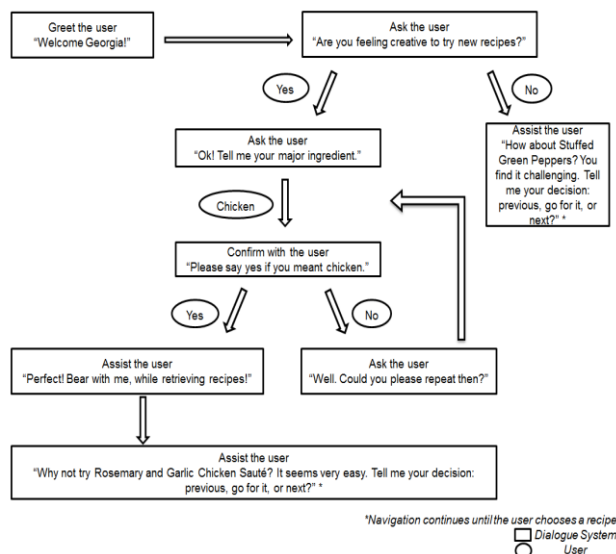 Greet the user
“Welcome Georgia!”
Ask the user
“Are you feeling creative to try new recipes?”
Yes
No
Ask the user
“Ok! Tell me your major ingredient.”
Assist the user
“How about Stuffed
Green Peppers? You
find it challenging. Tell
me your decision:
previous, go for it, or
next?” *
Chicken
Confirm with the user
“Please say yes if you meant chicken.”
Yes
No
Assist the user
“Perfect! Bear with me, while retrieving recipes!”
Ask the user
“Well. Could you please repeat then?”
Assist the user
“Why not try Rosemary and Garlic Chicken Sauté? It seems very easy. Tell me your decision:
previous, go for it, or next?” *
*Navigation continues until the user chooses a recipe
Dialogue System
User